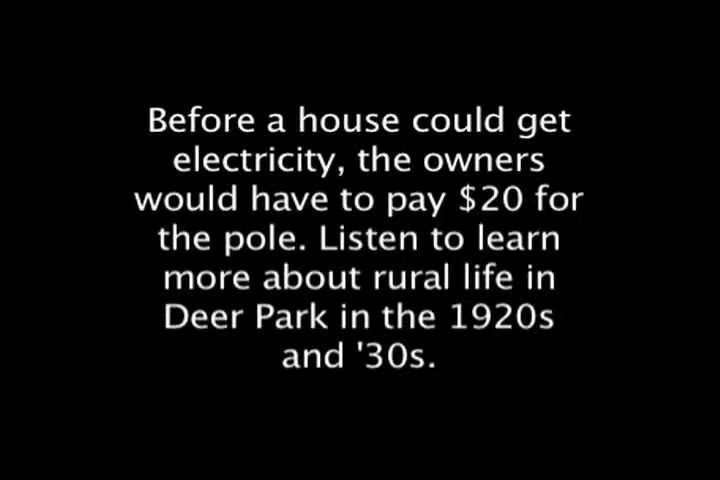 Before a house could get
electricity, the owners
would have to pay $20 for
the pole. Listen to learn
more about rural life in
Deer Park in the 1920s
and '30s.